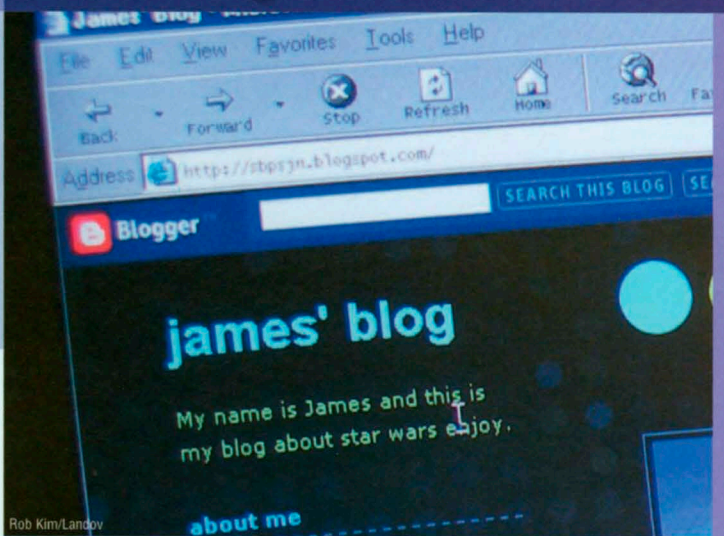 James' Blog -
File Edit View Favorites Tools Help
Back Forward Stop Refresh Home Search
Address http://sbpsjn.blogspot.com/
Blogger SEARCH THIS BLOG
james' blog
My name is James and this is
my blog about star wars enjoy.
about me
Rob Kim/Landov